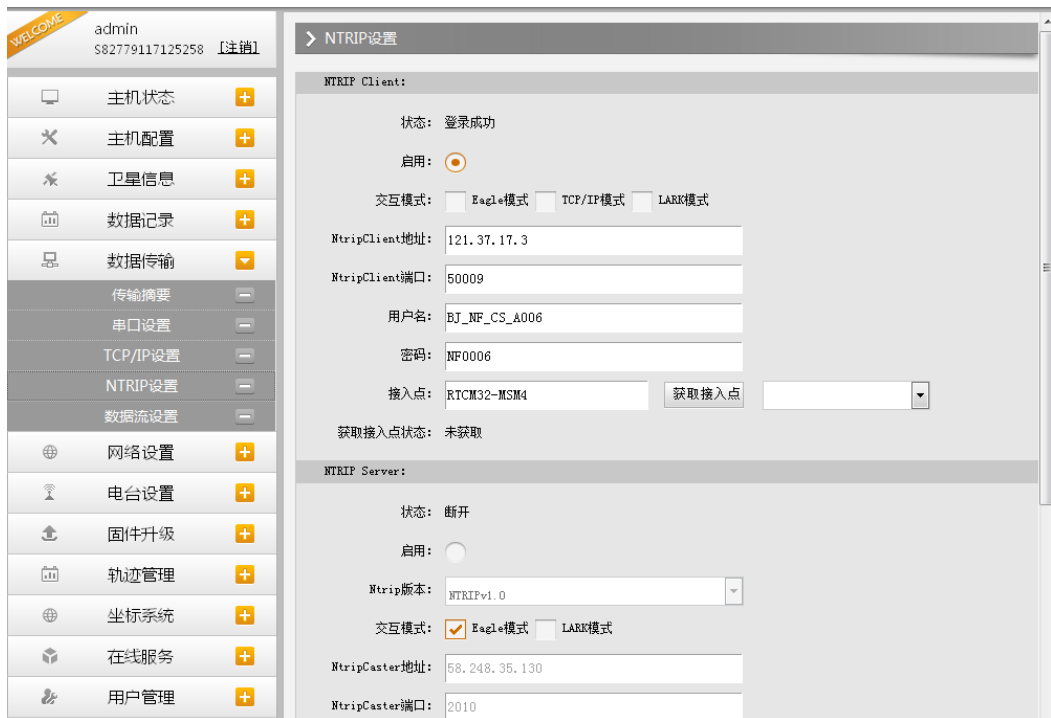 WELCOME
admin
S82779117125258 [注销]
主机状态
主机配置
卫星信息
数据记录
数据传输
传输摘要
串口设置
TCP/IP设置
NTRIP设置
数据流设置
网络设置
电台设置
固件升级
轨迹管理
坐标系统
在线服务
用户管理
NTRIP设置
NTRIP Client:
状态: 登录成功
启用:
交互模式: Eagle模式 TCP/IP模式 LARK模式
NtripClient地址: 121.37.17.3
NtripClient端口: 50009
用户名: BJ_NF_CS_A006
密码: NF0006
接入点: RTCM32-MSM4 获取接入点
获取接入点状态: 未获取
NTRIP Server:
状态: 断开
启用:
Ntrip版本: NTRIPv1.0
交互模式: Eagle模式 LARK模式
NtripCaster地址: 58.248.35.130
NtripCaster端口: 2010